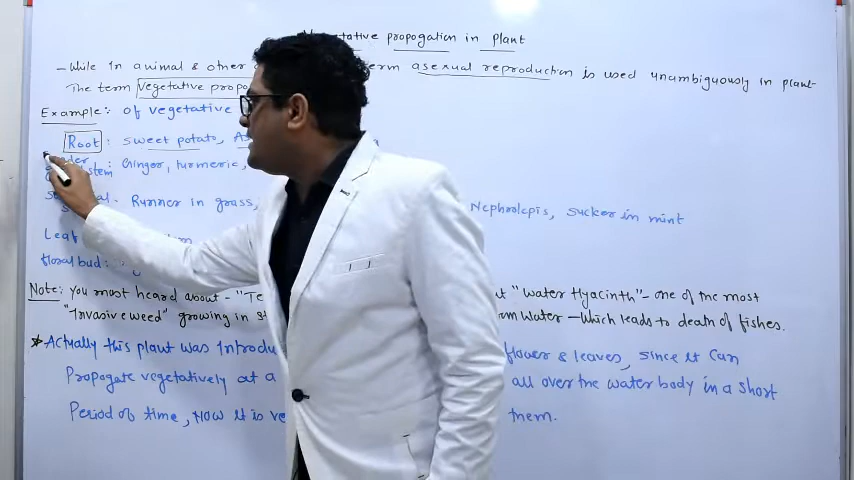 tative propogation in plant
- While in animal & other a erm asexual reproduction is used unambiguously in plant-
The term vegetative propo
Example: of vegetative
Root: sweet potato, As
stem : Ginger, turmeric,
al - Runner in grass, Nephrolepis, sucker in mint
Leaf
floral bud:
Note: you must heard about - "Te t "water Hyacinth" - one of the most
"Invasive weed" growing in st m water - which leads to death of fishes.
*Actually this plant was Introdu flower & leaves, since it can
Propagate vegetatively at a all over the water body in a short
Period of time, Now it is ve them.